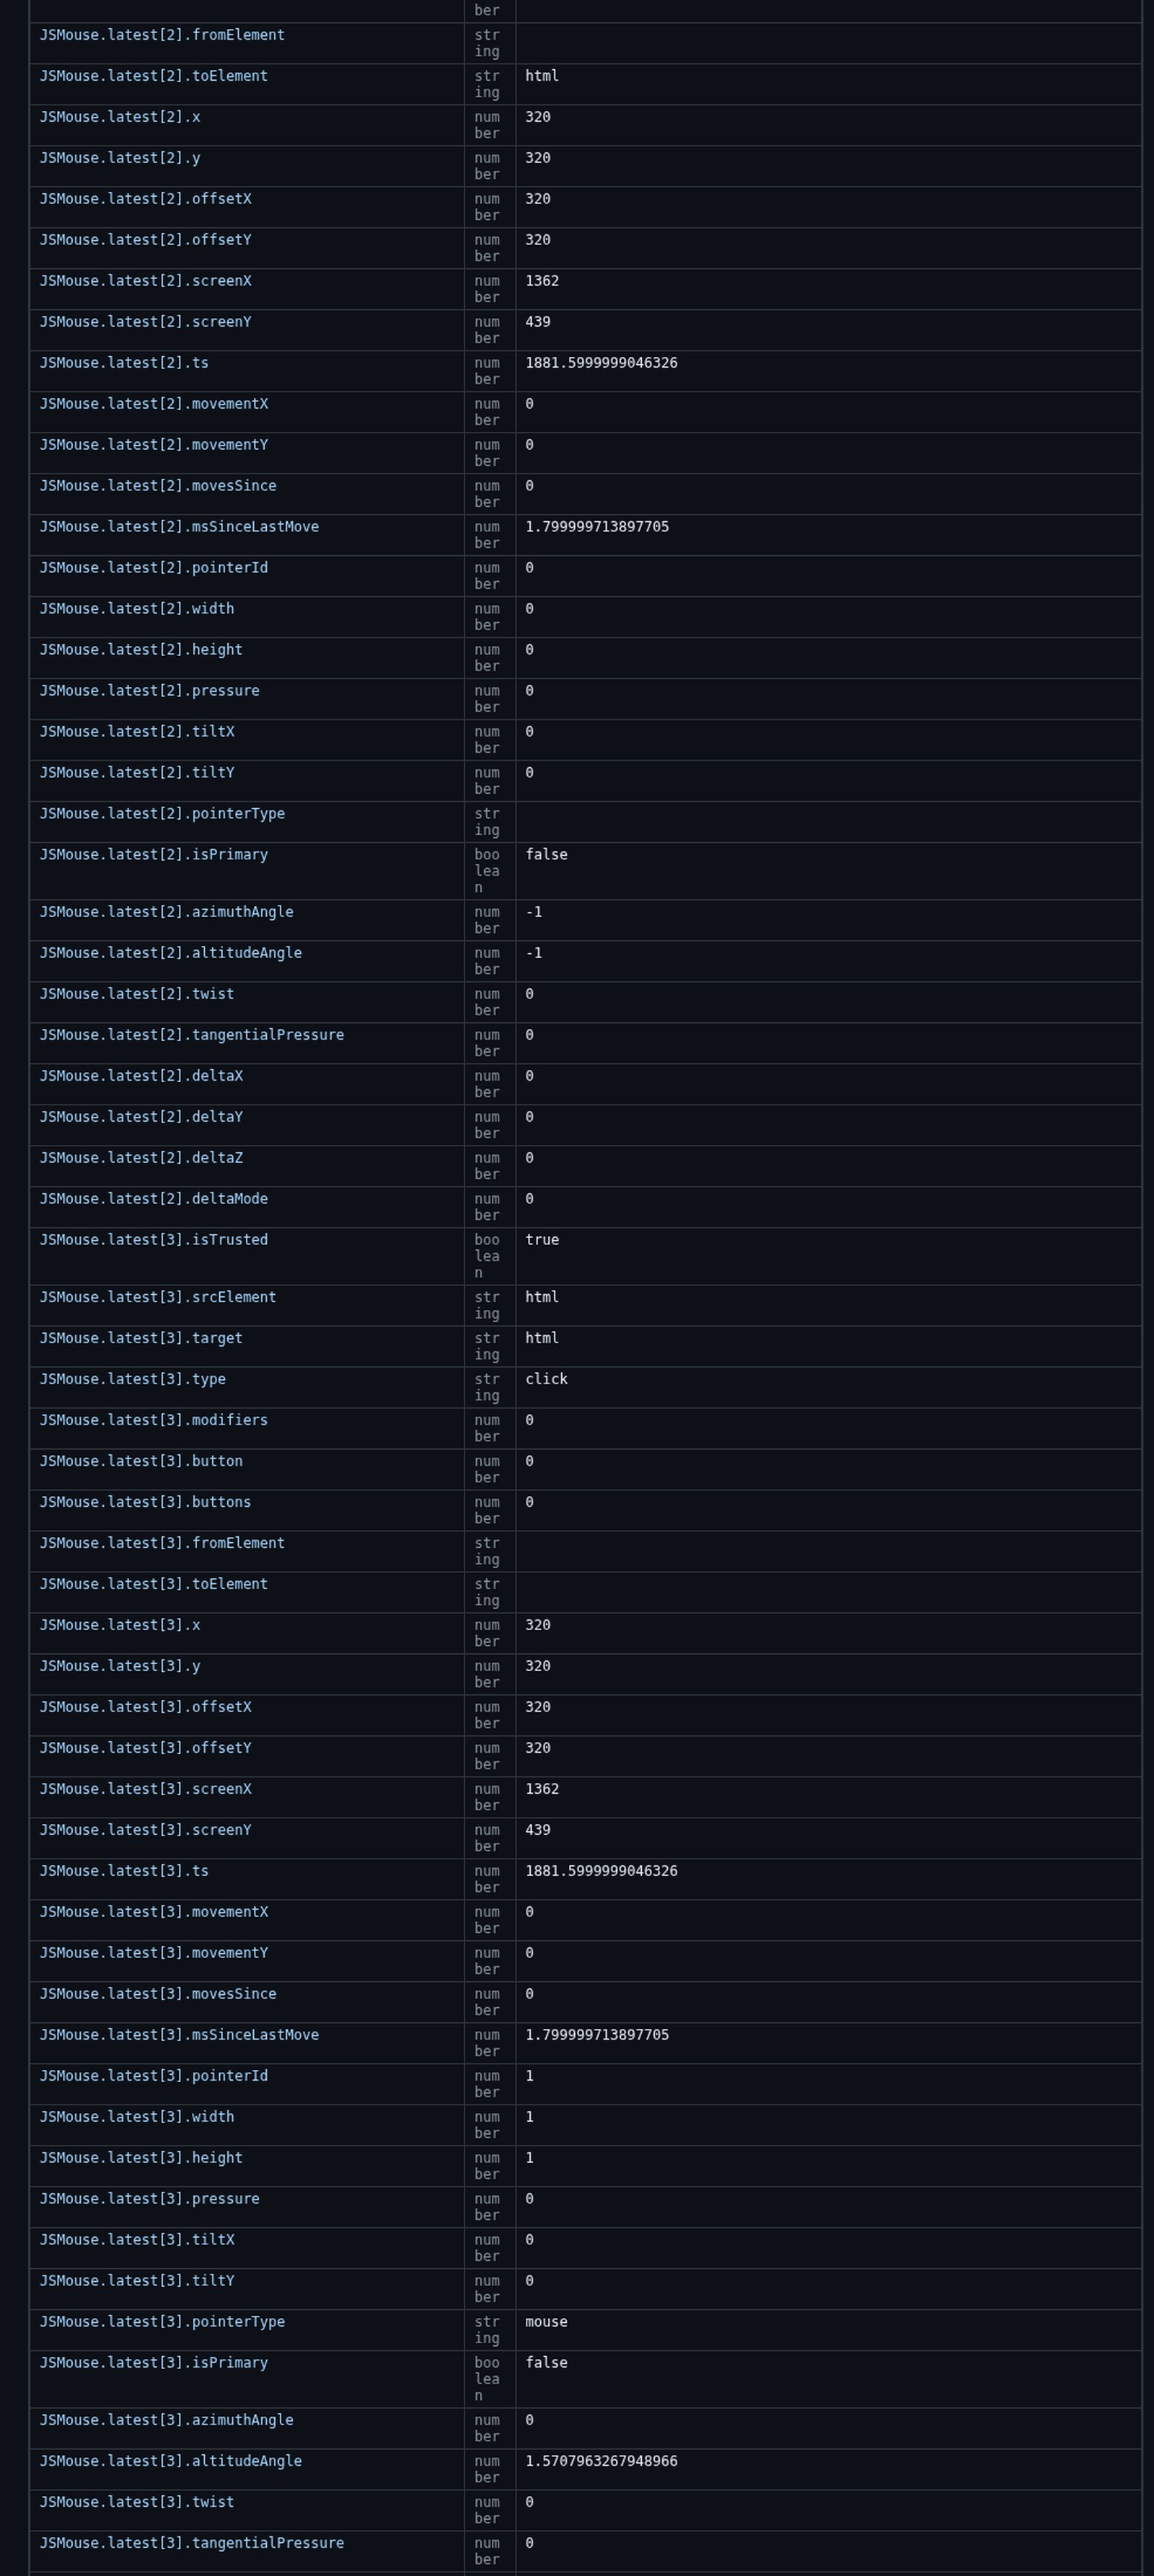 ber
JSMouse.latest[2].fromElement str
ing
JSMouse.latest[2].toElement str html
ing
JSMouse.latest[2].x num 320
ber
JSMouse.latest[2].y num 320
ber
JSMouse.latest[2].offsetX num 320
ber
JSMouse.latest[2].offsetY num 320
ber
JSMouse.latest[2].screenX num 1362
ber
JSMouse.latest[2].screenY num 439
ber
JSMouse.latest[2].ts num 1881.5999999046326
ber
JSMouse.latest[2].movementX num 0
ber
JSMouse.latest[2].movementY num 0
ber
JSMouse.latest[2].movesSince num 0
ber
JSMouse.latest[2].msSinceLastMove num 1.799999713897705
ber
JSMouse.latest[2].pointerId num 0
ber
JSMouse.latest[2].width num 0
ber
JSMouse.latest[2].height num 0
ber
JSMouse.latest[2].pressure num 0
ber
JSMouse.latest[2].tiltX num 0
ber
JSMouse.latest[2].tiltY num 0
ber
JSMouse.latest[2].pointerType str
ing
JSMouse.latest[2].isPrimary boo false
lea
n
JSMouse.latest[2].azimuthAngle num -1
ber
JSMouse.latest[2].altitudeAngle num -1
ber
JSMouse.latest[2].twist num 0
ber
JSMouse.latest[2].tangentialPressure num 0
ber
JSMouse.latest[2].deltaX num 0
ber
JSMouse.latest[2].deltaY num 0
ber
JSMouse.latest[2].deltaZ num 0
ber
JSMouse.latest[2].deltaMode num 0
ber
JSMouse.latest[3].isTrusted boo true
lea
n
JSMouse.latest[3].srcElement str html
ing
JSMouse.latest[3].target str html
ing
JSMouse.latest[3].type str click
ing
JSMouse.latest[3].modifiers num 0
ber
JSMouse.latest[3].button num 0
ber
JSMouse.latest[3].buttons num 0
ber
JSMouse.latest[3].fromElement str
ing
JSMouse.latest[3].toElement str
ing
JSMouse.latest[3].x num 320
ber
JSMouse.latest[3].y num 320
ber
JSMouse.latest[3].offsetX num 320
ber
JSMouse.latest[3].offsetY num 320
ber
JSMouse.latest[3].screenX num 1362
ber
JSMouse.latest[3].screenY num 439
ber
JSMouse.latest[3].ts num 1881.5999999046326
ber
JSMouse.latest[3].movementX num 0
ber
JSMouse.latest[3].movementY num 0
ber
JSMouse.latest[3].movesSince num 0
ber
JSMouse.latest[3].msSinceLastMove num 1.799999713897705
ber
JSMouse.latest[3].pointerId num 1
ber
JSMouse.latest[3].width num 1
ber
JSMouse.latest[3].height num 1
ber
JSMouse.latest[3].pressure num 0
ber
JSMouse.latest[3].tiltX num 0
ber
JSMouse.latest[3].tiltY num 0
ber
JSMouse.latest[3].pointerType str mouse
ing
JSMouse.latest[3].isPrimary boo false
lea
n
JSMouse.latest[3].azimuthAngle num 0
ber
JSMouse.latest[3].altitudeAngle num 1.5707963267948966
ber
JSMouse.latest[3].twist num 0
ber
JSMouse.latest[3].tangentialPressure num 0
ber